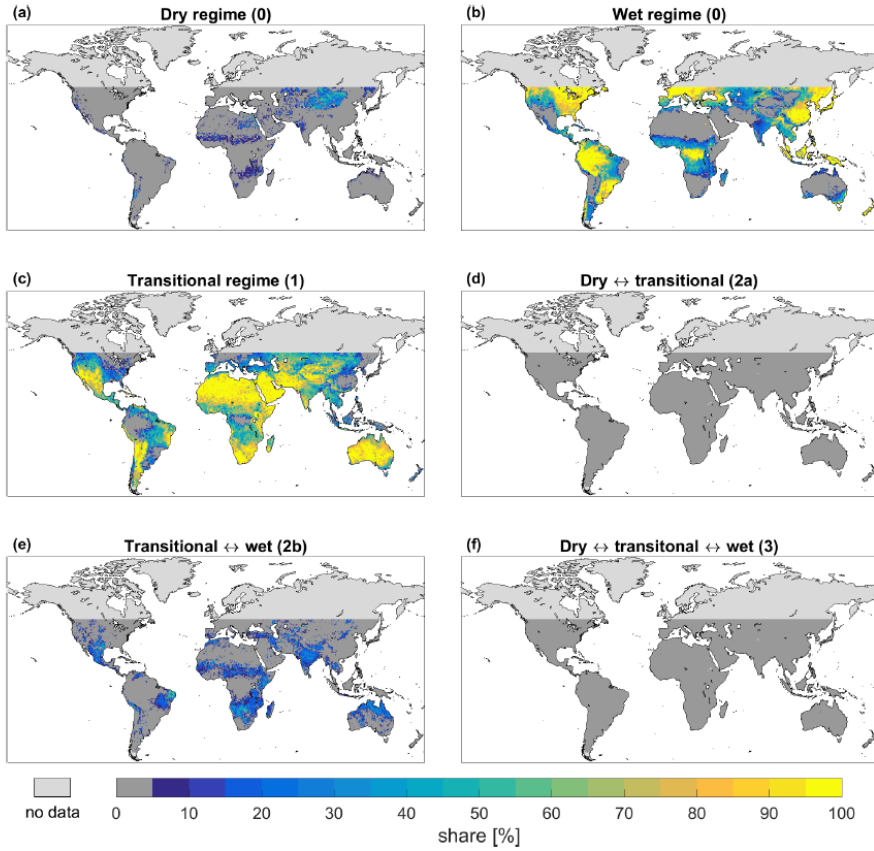 (a) Dry regime (0)
(b) Wet regime (0)
(c) Transitional regime (1)
(d) Dry ↔ transitional (2a)
(e) Transitional ↔ wet (2b)
(f) Dry ↔ transitonal ↔ wet (3)
no data
0 10 20 30 40 50 60 70 80 90 100
share [%]